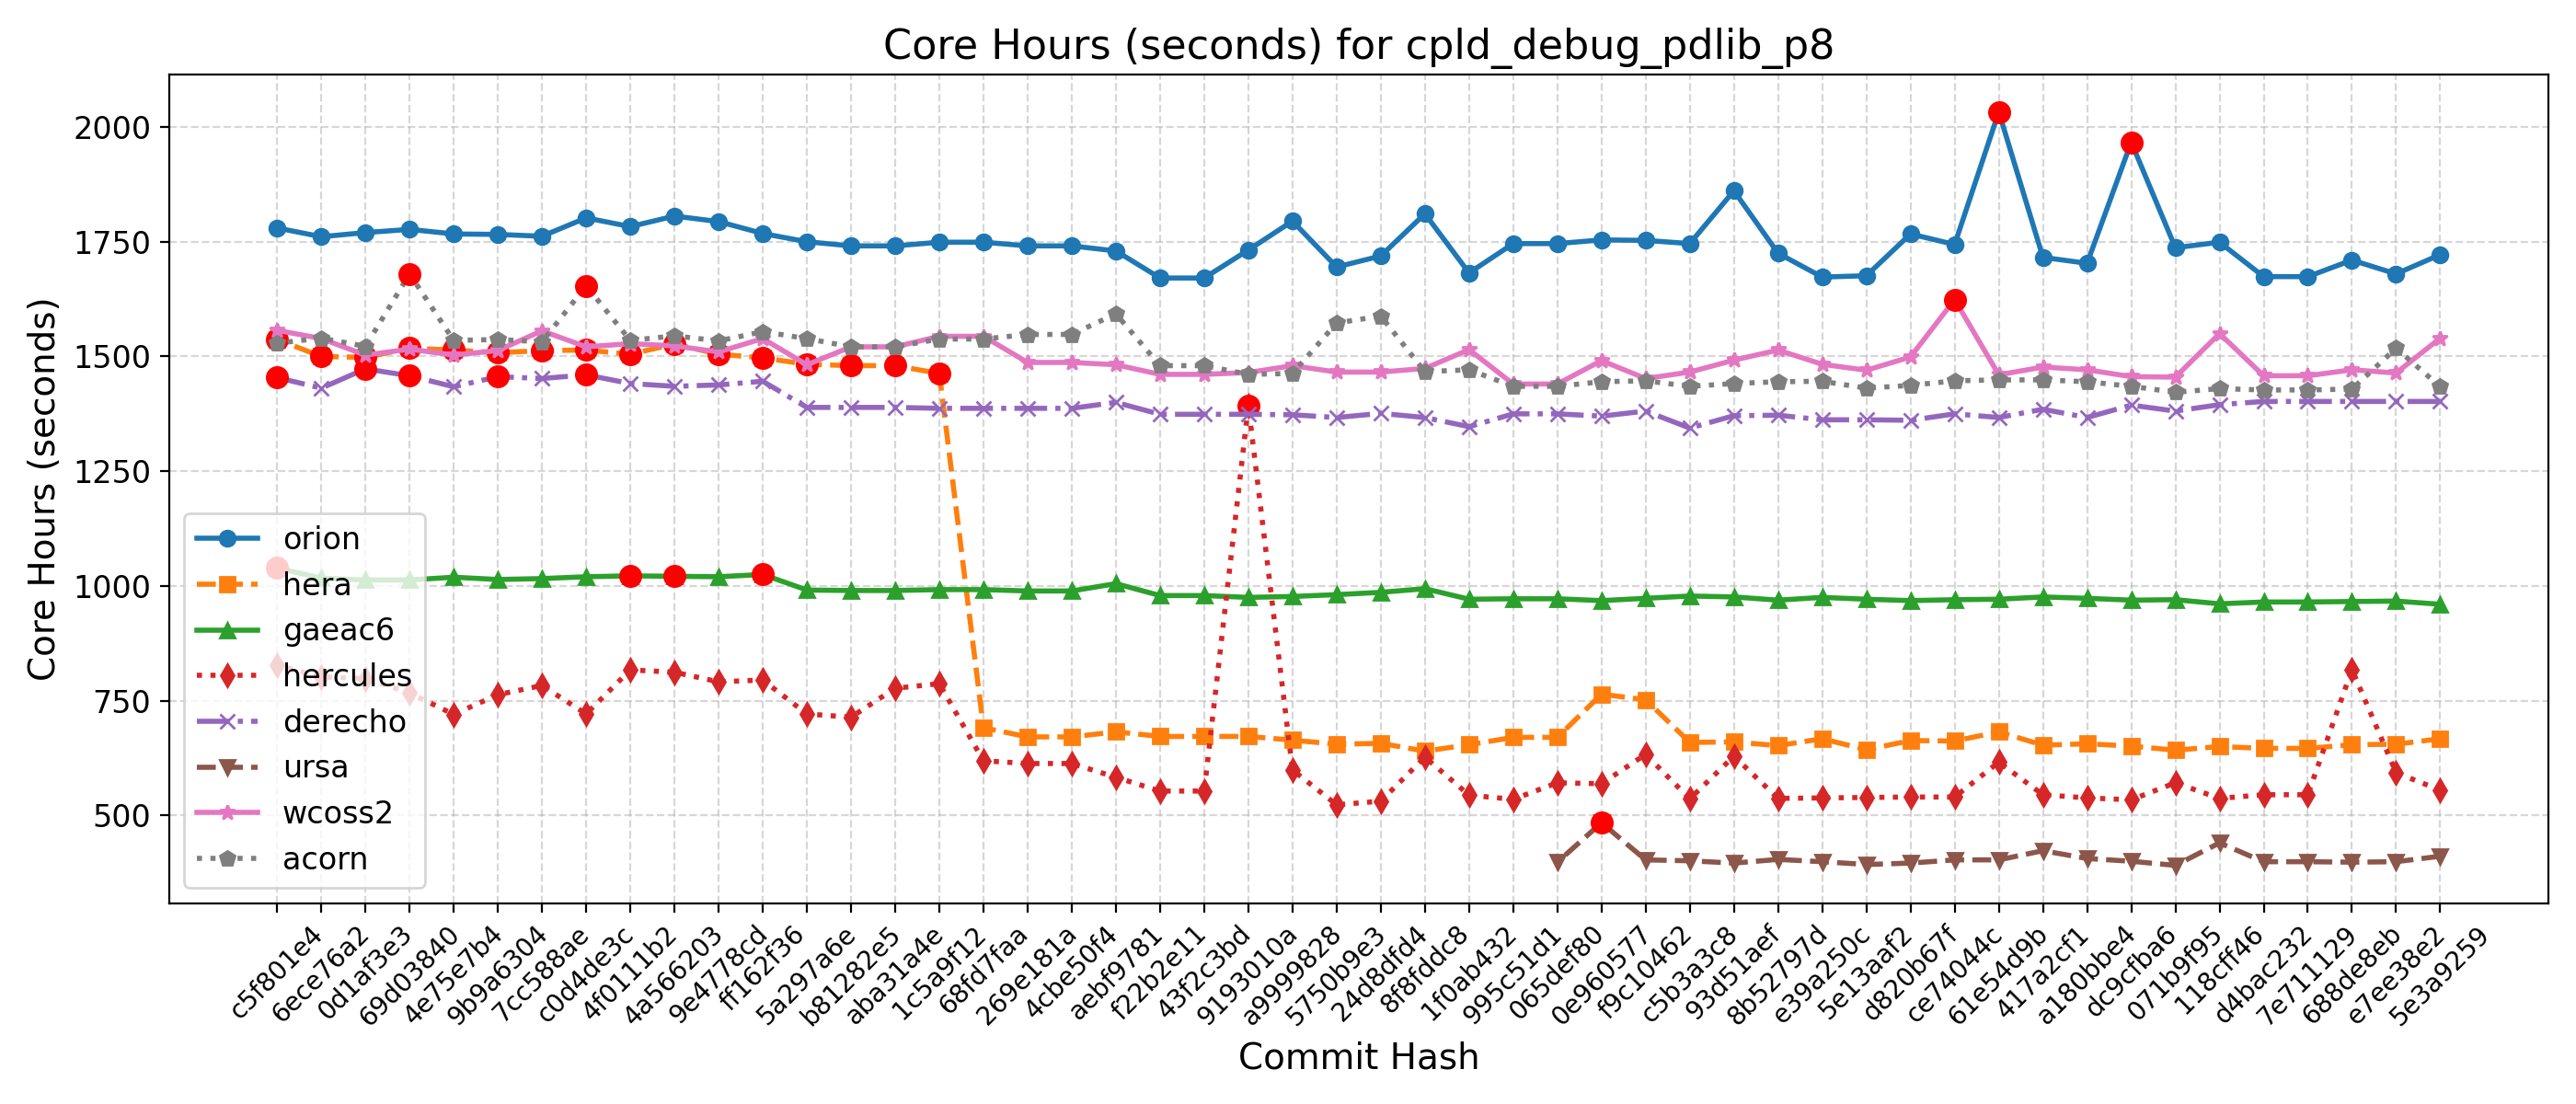 Core Hours (seconds) for cpld_debug_pdlib_p8
Core Hours (seconds)
2000
1750
1500
1250
1000
750
500
orion
hera
gaeac6
hercules
derecho
ursa
wcoss2
acorn
c5f801e4
6ece76a2
0d1af3e3
69d03840
4e75e7b4
9b9a6304
7cc588ae
c0d4de3c
4f0111b2
4a566203
9e4778cd
ff162f36
5a297a6e
b81282e5
aba31a4e
1c5a9f12
68fd7faa
269e181a
4cbe50f4
aebf9781
f22b2e11
43f2c3bd
9193010a
a9999828
5750b9e3
24d8dfd4
8f8fddc8
1f0ab432
995c51d1
065def80
0e960577
f9c10462
c5b3a3c8
93d51aef
8b52797d
e39a250c
5e13aaf2
d820b67f
ce74044c
61e54d9b
417a2cf1
a180bbe4
dc9cfba6
071b9f95
118cff46
d4bac232
7e711129
688de8eb
e7ee38e2
5e3a9259
Commit Hash